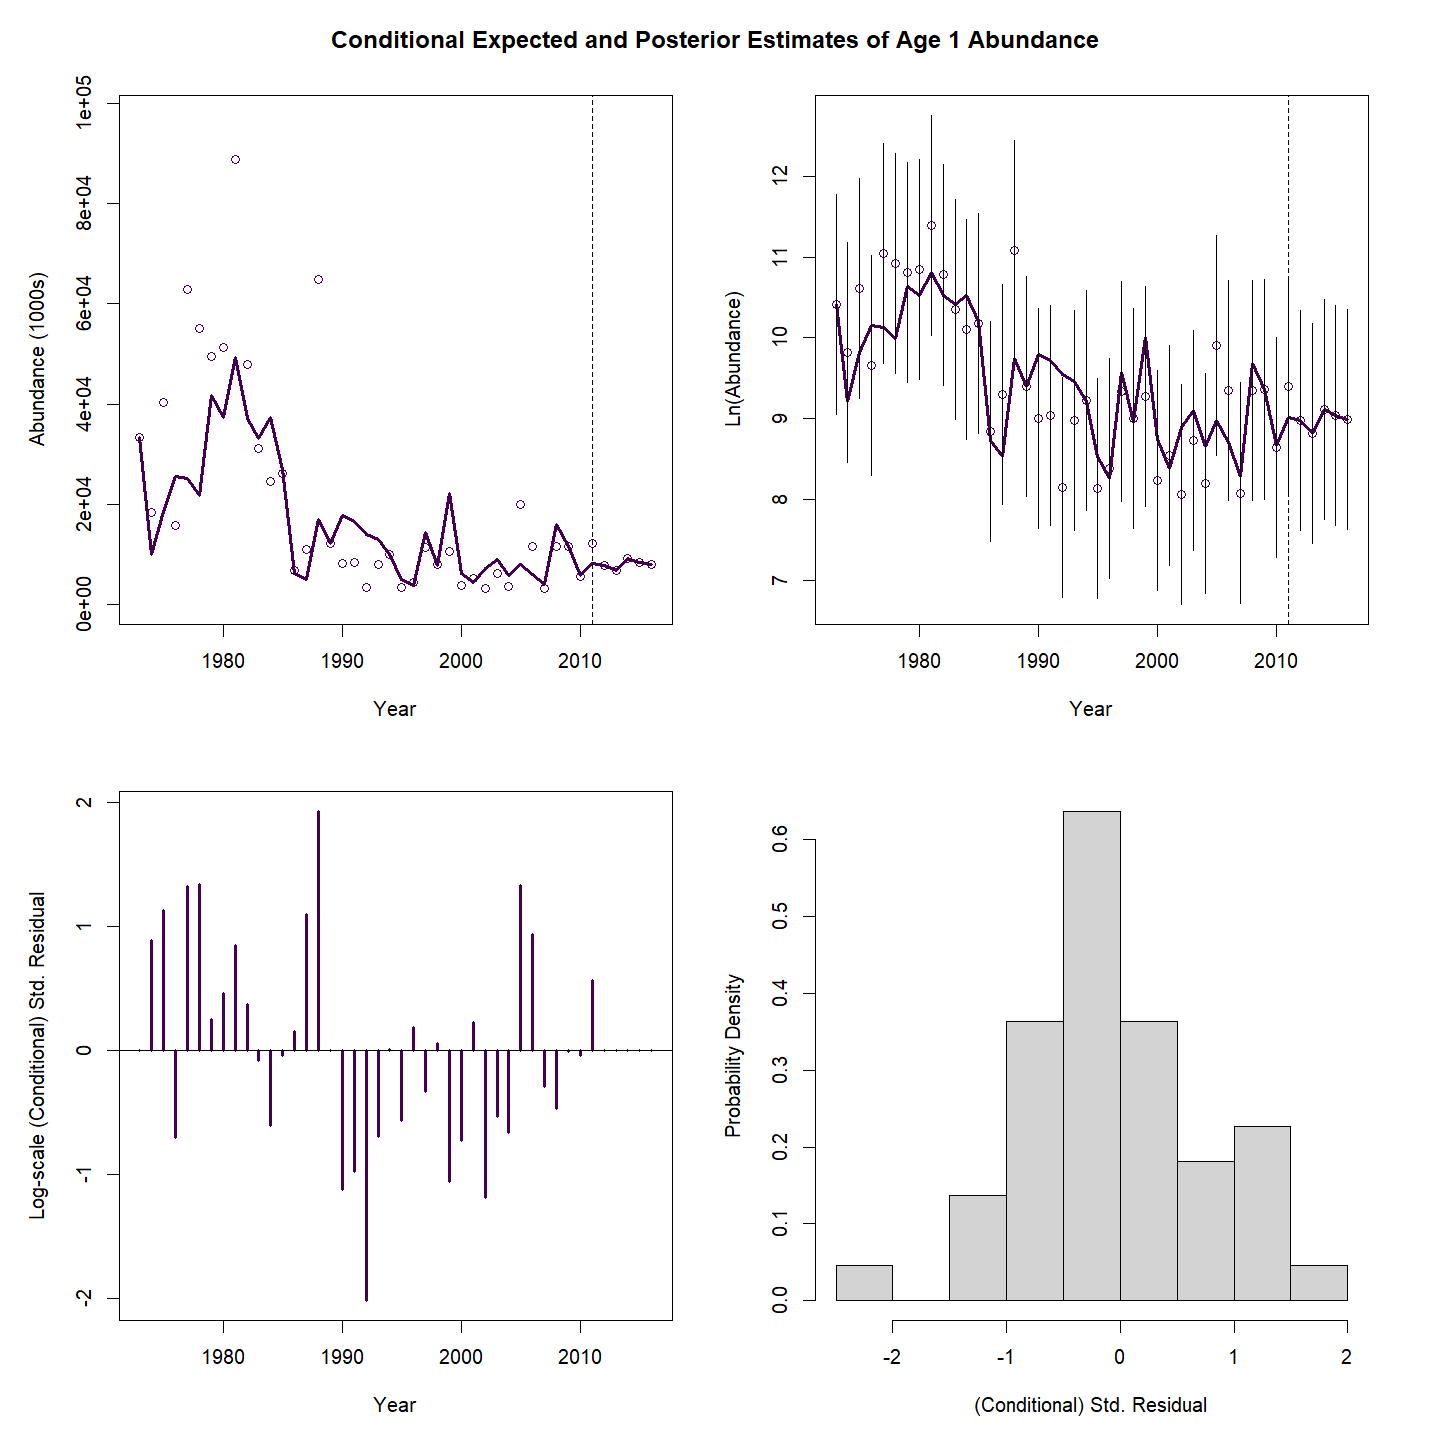 Conditional Expected and Posterior Estimates of Age 1 Abundance
Abundance (1000s)
1e+05
8e+04
6e+04
4e+04
2e+04
0e+00
1980 1990 2000 2010
Year
Ln(Abundance)
12
11
10
9
8
7
1980 1990 2000 2010
Year
Log-scale (Conditional) Std. Residual
2
1
0
-1
-2
1980 1990 2000 2010
Year
Probability Density
0.6
0.5
0.4
0.3
0.2
0.1
0.0
-2 -1 0 1 2
(Conditional) Std. Residual